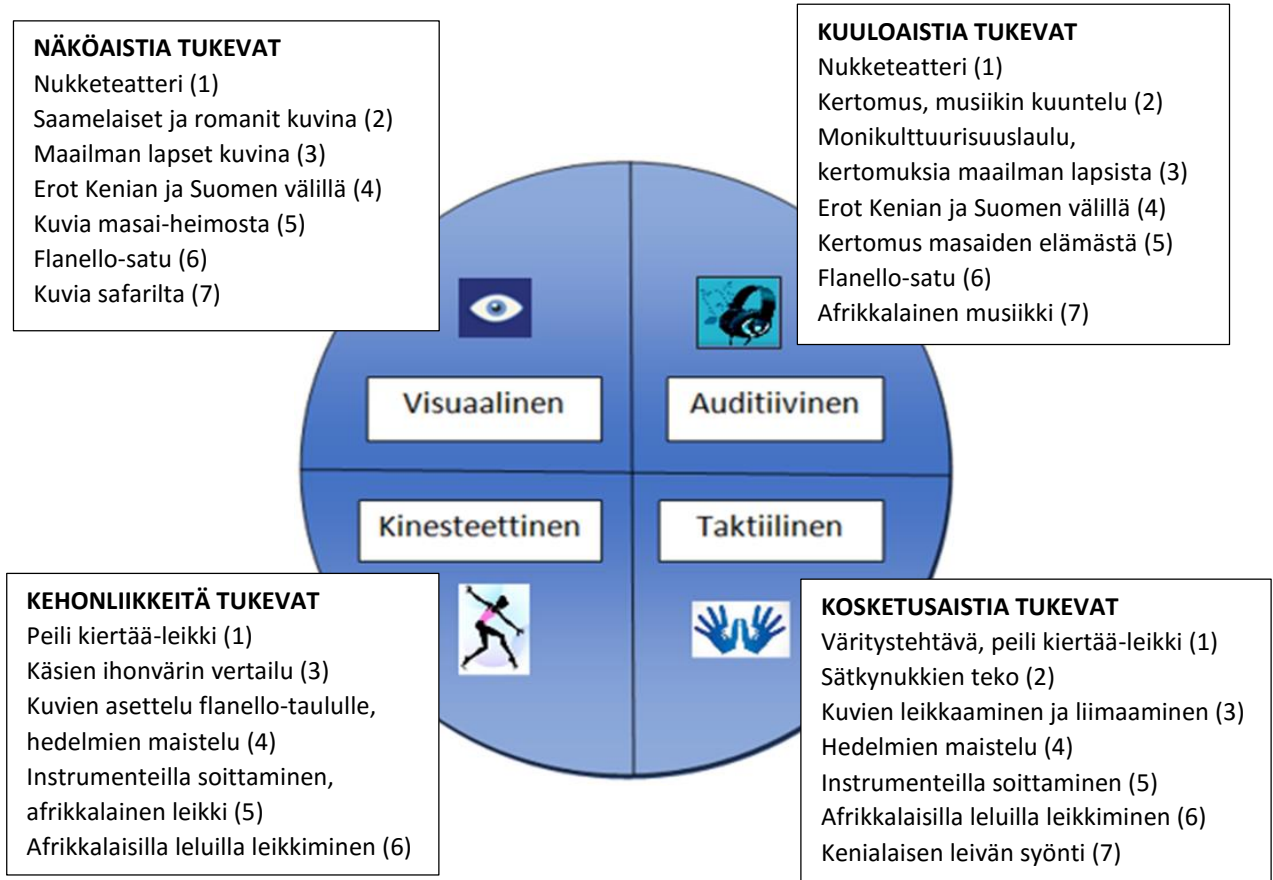 NÄKÖAISTIA TUKEVAT
Nukketeatteri (1)
Saamelaiset ja romanit kuvina (2)
Maailman lapset kuvina (3)
Erot Kenian ja Suomen välillä (4)
Kuvia masai-heimosta (5)
Flanello-satu (6)
Kuvia safarilta (7)
KUULOAISTIA TUKEVAT
Nukketeatteri (1)
Kertomus, musiikin kuuntelu (2)
Monikulttuurisuuslaulu,
kertomuksia maailman lapsista (3)
Erot Kenian ja Suomen välillä (4)
Kertomus masaiden elämästä (5)
Flanello-satu (6)
Afrikkalainen musiikki (7)
Visuaalinen
Auditiivinen
Kinesteettinen
Taktiilinen
KEHONLIIKKEITÄ TUKEVAT
Peili kiertää-leikki (1)
Käsien ihonvärin vertailu (3)
Kuvien asettelu flanello-taululle,
hedelmien maistelu (4)
Instrumenteilla soittaminen,
afrikkalainen leikki (5)
Afrikkalaisilla leluilla leikkiminen (6)
KOSKETUSAISTIA TUKEVAT
Väritystehtävä, peili kiertää-leikki (1)
Sätkynukkien teko (2)
Kuvien leikkaaminen ja liimaaminen (3)
Hedelmien maistelu (4)
Instrumenteilla soittaminen (5)
Afrikkalaisilla leluilla leikkiminen (6)
Kenialaisen leivän syönti (7)